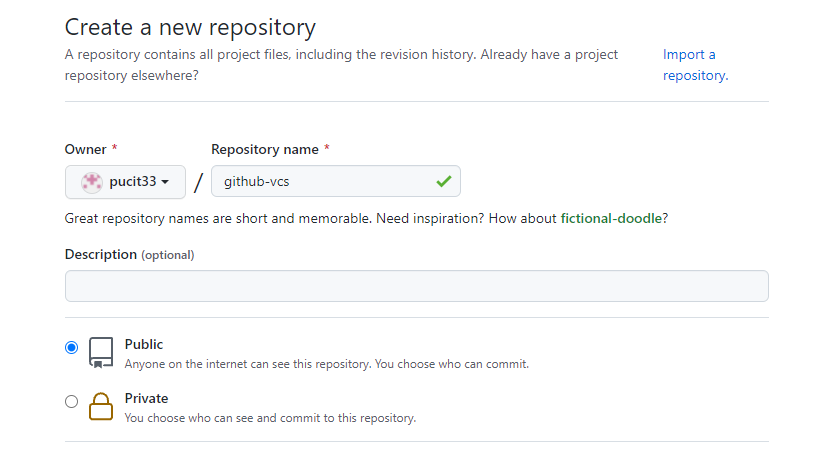 Create a new repository
A repository contains all project files, including the revision history. Already have a project
repository elsewhere?
Import a
repository.
Owner *
Repository name *
pucit33
/
github-vcs
Great repository names are short and memorable. Need inspiration? How about fictional-doodle?
Description (optional)
Public
Anyone on the internet can see this repository. You choose who can commit.
Private
You choose who can see and commit to this repository.